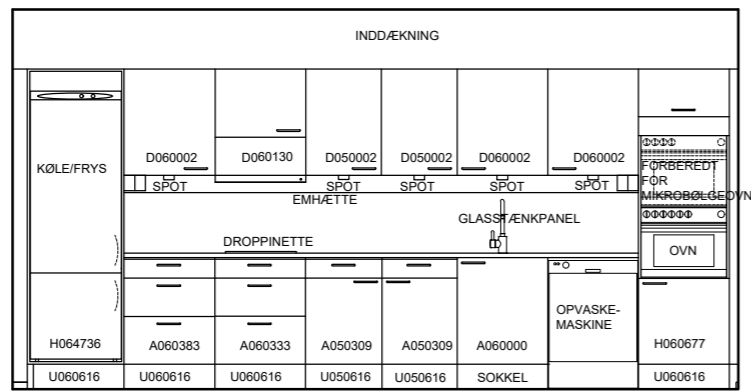 INDDÆKNING
D060002 D060130 D050002 D050002 D060002 D060002
KØLE/FRYS
FORBEREDT
FOR
MIKROBØLGEOVN
SPOT SPOT SPOT SPOT SPOT
EMHÆTTE
GLASSTÆNKPANEL
DROPPINETTE
OVN
OPVASKE-
MASKINE
H064736 A060383 A060333 A050309 A050309 A060000 H060677
U060616 U060616 U060616 U050616 U050616 SOKKEL U060616